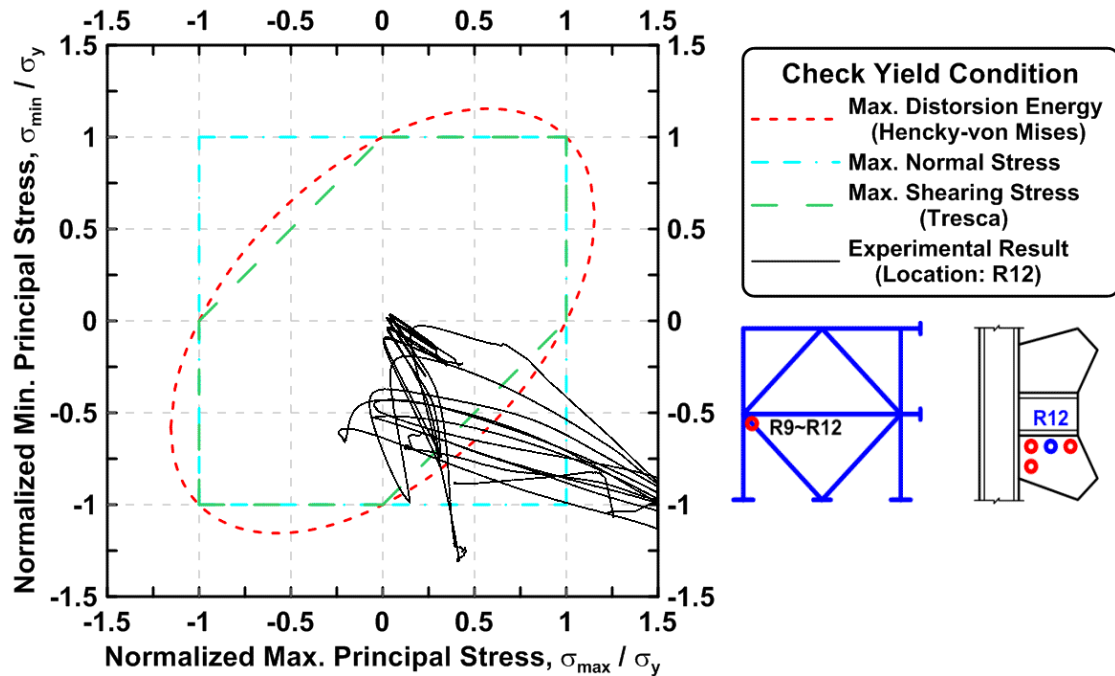 -1.5 -1 -0.5 0 0.5 1 1.5
1.5 1.5
1 1
0.5 0.5
0 0
-0.5 -0.5
-1 -1
-1.5 -1.5
-1.5 -1 -0.5 0 0.5 1 1.5
Normalized Max. Principal Stress, σmax / σy
Normalized Min. Principal Stress, σmin / σy
Check Yield Condition
Max. Distorsion Energy
(Hencky-von Mises)
Max. Normal Stress
Max. Shearing Stress
(Tresca)
Experimental Result
(Location: R12)
R9~R12
R12